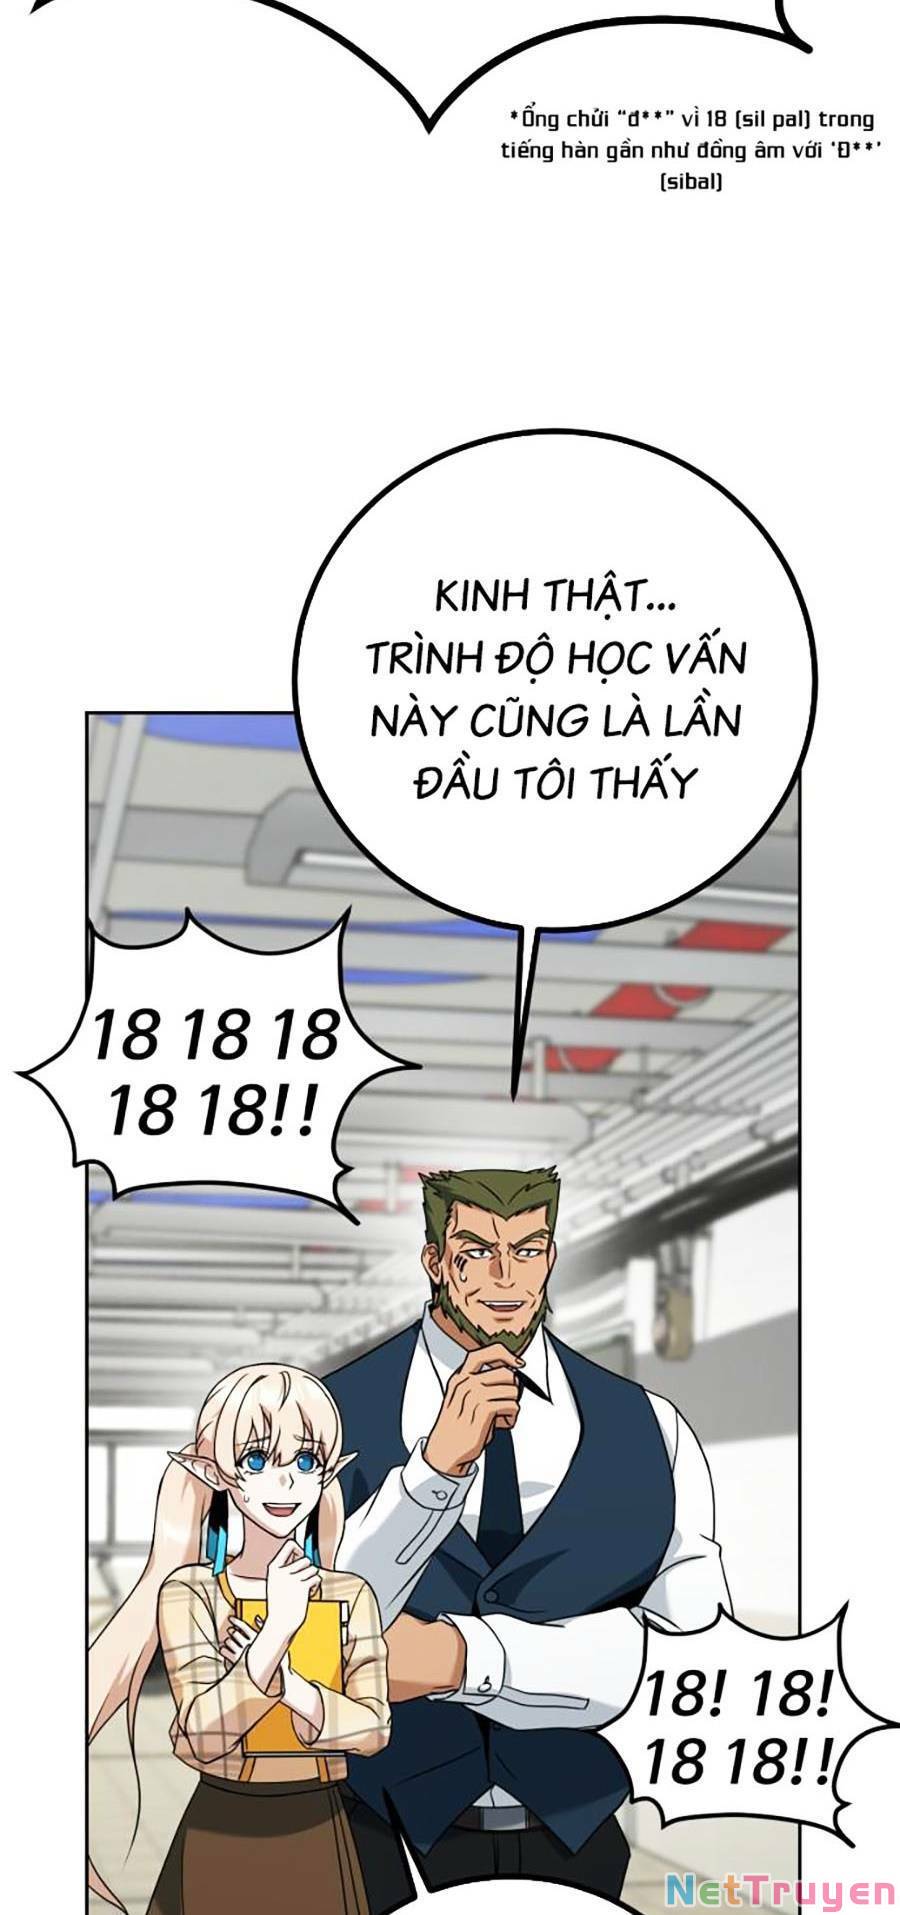 *Ổng chửi “đ**” vì 18 (sil pal) trong
tiếng hàn gần như đồng âm với ‘Đ**’
(sibal)
KINH THẬT...
TRÌNH ĐỘ HỌC VẤN
NÀY CŨNG LÀ LẦN
ĐẦU TÔI THẤY
18 18 18
18 18!!
18! 18!
18 18!!
NetTruyen